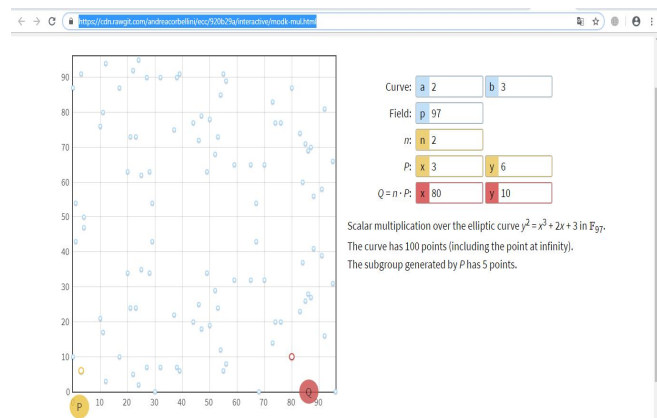 https://cdn.rawgit.com/andreacorbellini/ecc/920b29a/interactive/modk-mul.html
Curve: a 2 b 3
Field: p 97
n: n 2
P: x 3 y 6
Q = n · P: x 80 y 10
Scalar multiplication over the elliptic curve y² = x³ + 2x + 3 in 𝔽₉₇.
The curve has 100 points (including the point at infinity).
The subgroup generated by P has 5 points.
90
80
70
60
50
40
30
20
10
0
10 20 30 40 50 60 70 80 90
P
Q